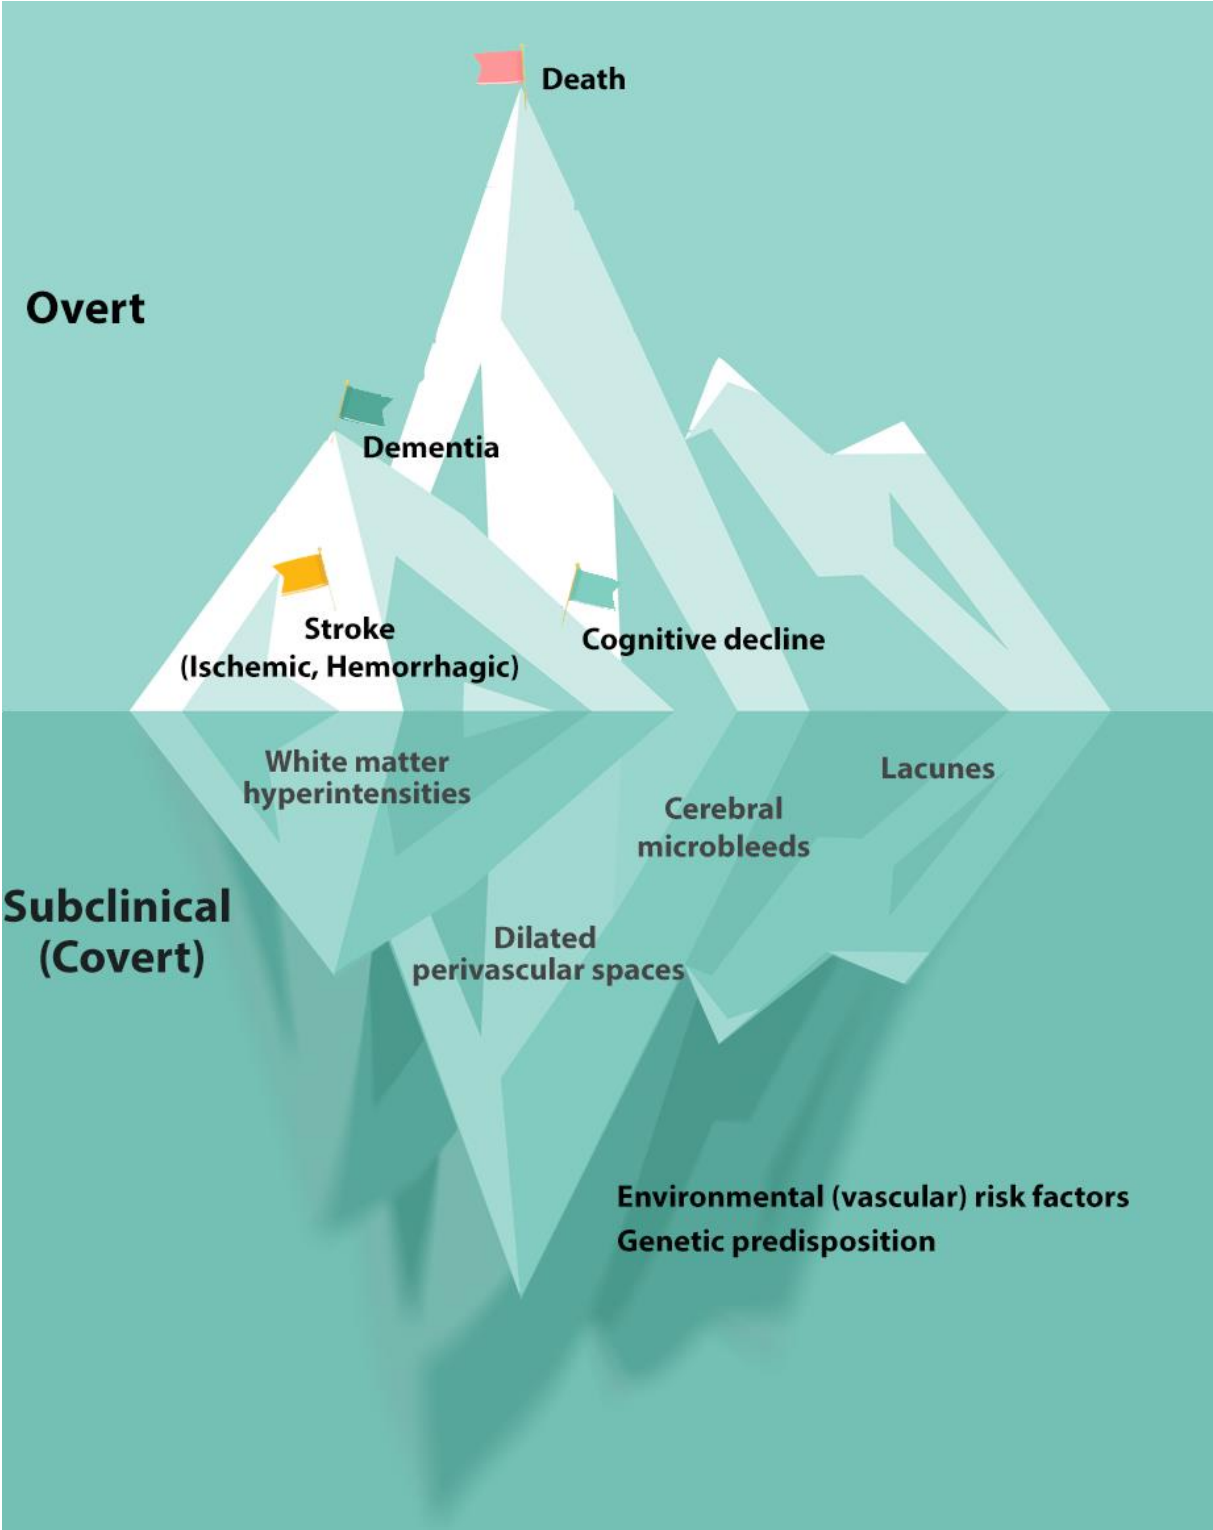 Death
Overt
Dementia
Stroke
(Ischemic, Hemorrhagic)
Cognitive decline
White matter
hyperintensities
Lacunes
Cerebral
microbleeds
Subclinical
(Covert)
Dilated
perivascular spaces
Environmental (vascular) risk factors
Genetic predisposition